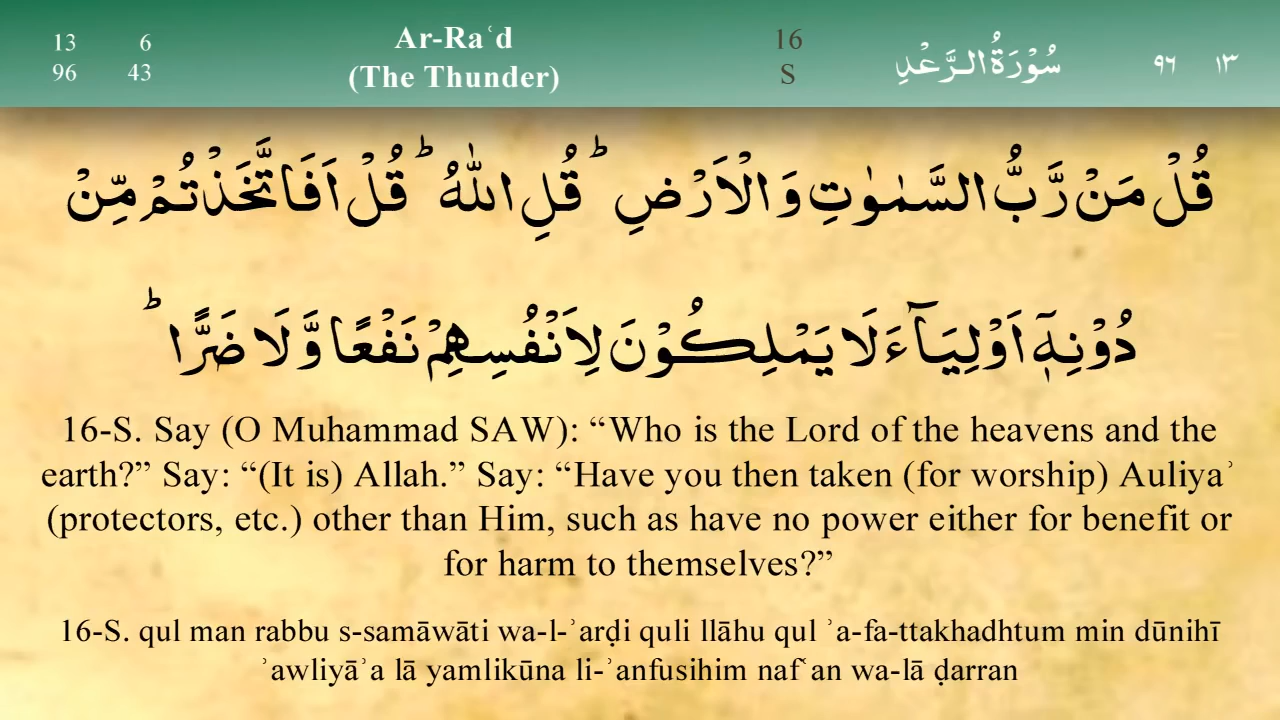 13 6
96 43
Ar-Raʿd
(The Thunder)
16
S
سُوْرَةُ الرَّعْدِ
٩٦ ١٣
قُلْ مَنْ رَّبُّ السَّمٰوٰتِ وَالْاَرْضِ ؕ قُلِ اللّٰهُ ؕ قُلْ اَفَاتَّخَذْتُمْ مِّنْ
دُوْنِهٖۤ اَوْلِيَآءَ لَا يَمْلِكُوْنَ لِاَنْفُسِهِمْ نَفْعًا وَّلَا ضَرًّا ؕ
16-S. Say (O Muhammad SAW): “Who is the Lord of the heavens and the
earth?” Say: “(It is) Allah.” Say: “Have you then taken (for worship) Auliyaʾ
(protectors, etc.) other than Him, such as have no power either for benefit or
for harm to themselves?”
16-S. qul man rabbu s-samāwāti wa-l-ʾarḍi quli llāhu qul ʾa-fa-ttakhadhtum min dūnihī
ʾawliyāʾa lā yamlikūna li-ʾanfusihim nafʿan wa-lā ḍarran